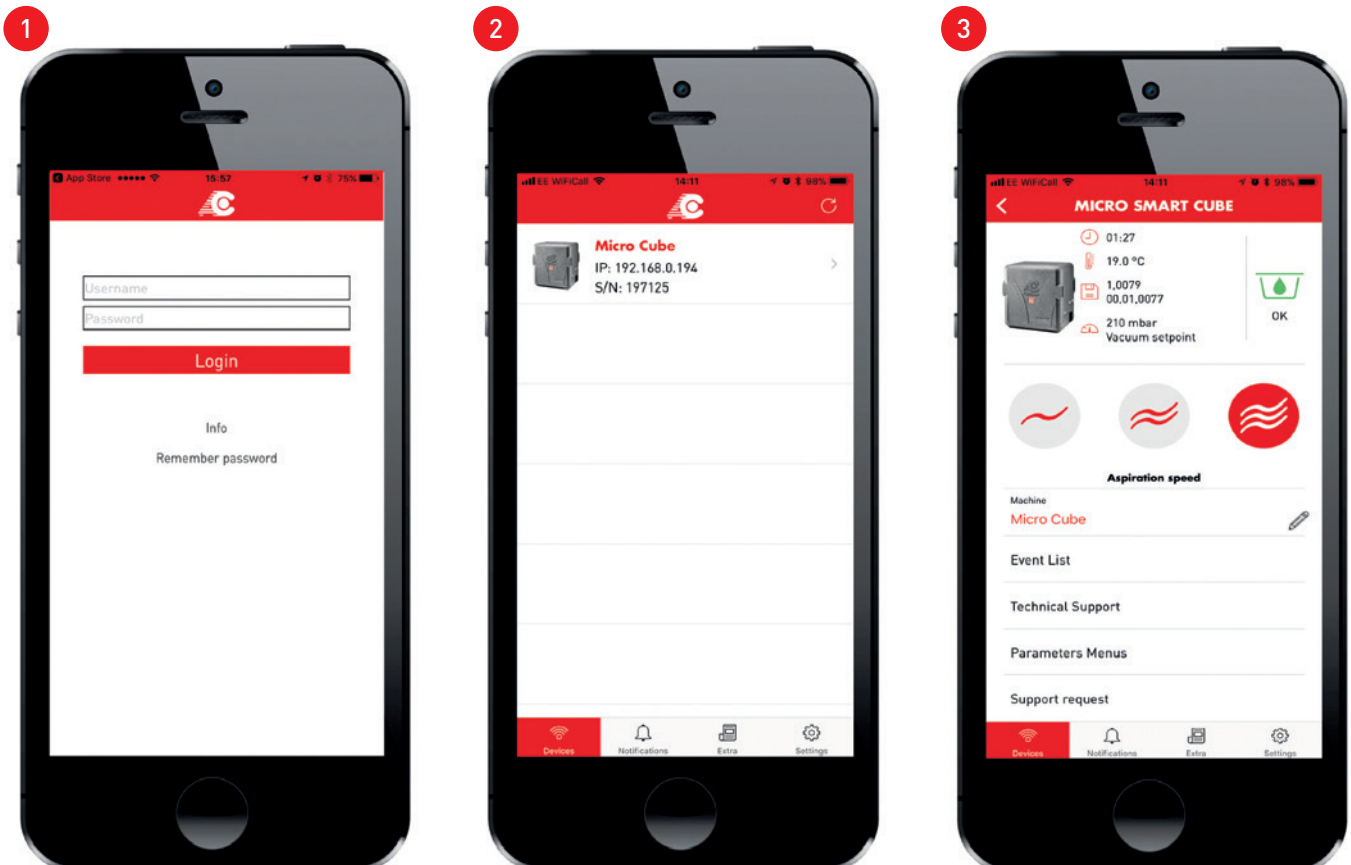 1
App Store
15:57
75%
Username
Password
Login
Info
Remember password
2
EE WiFiCall
14:11
98%
Micro Cube
IP: 192.168.0.194
S/N: 197125
Devices
Notifications
Extra
Settings
3
EE WiFiCall
14:11
98%
MICRO SMART CUBE
01:27
19.0 °C
1,0079
00,01,0077
210 mbar
Vacuum setpoint
OK
Aspiration speed
Machine
Micro Cube
Event List
Technical Support
Parameters Menus
Support request
Devices
Notifications
Extra
Settings